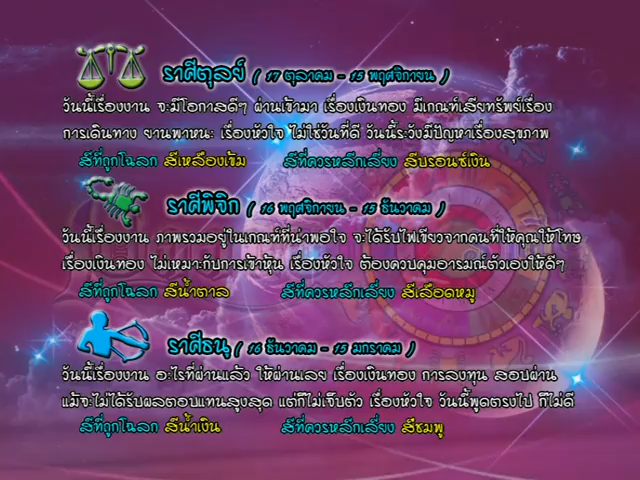 ราศีตุลย์ ( 17 ตุลาคม - 15 พฤศจิกายน )
วันนี้เรื่องงาน จะมีโอกาสดีๆ ผ่านเข้ามา เรื่องเงินทอง มีเกณฑ์เสียทรัพย์เรื่อง
การเดินทาง ยานพาหนะ เรื่องหัวใจ ไม่ใช่วันที่ดี วันนี้ระวังมีปัญหาเรื่องสุขภาพ
สีที่ถูกโฉลก สีเหลืองเข้ม สีที่ควรหลีกเลี่ยง สีบรอนซ์เงิน
ราศีพิจิก ( 16 พฤศจิกายน - 15 ธันวาคม )
วันนี้เรื่องงาน ภาพรวมอยู่ในเกณฑ์ที่น่าพอใจ จะได้รับไฟเขียวจากคนที่ให้คุณให้โทษ
เรื่องเงินทอง ไม่เหมาะกับการเข้าหุ้น เรื่องหัวใจ ต้องควบคุมอารมณ์ตัวเองให้ดีๆ
สีที่ถูกโฉลก สีน้ำตาล สีที่ควรหลีกเลี่ยง สีเลือดหมู
ราศีธนู ( 16 ธันวาคม - 15 มกราคม )
วันนี้เรื่องงาน อะไรที่ผ่านแล้ว ให้ผ่านเลย เรื่องเงินทอง การลงทุน สอบผ่าน
แม้จะไม่ได้รับผลตอบแทนสูงสุด แต่ก็ไม่เจ็บตัว เรื่องหัวใจ วันนี้พูดตรงไป ก็ไม่ดี
สีที่ถูกโฉลก สีน้ำเงิน สีที่ควรหลีกเลี่ยง สีชมพู